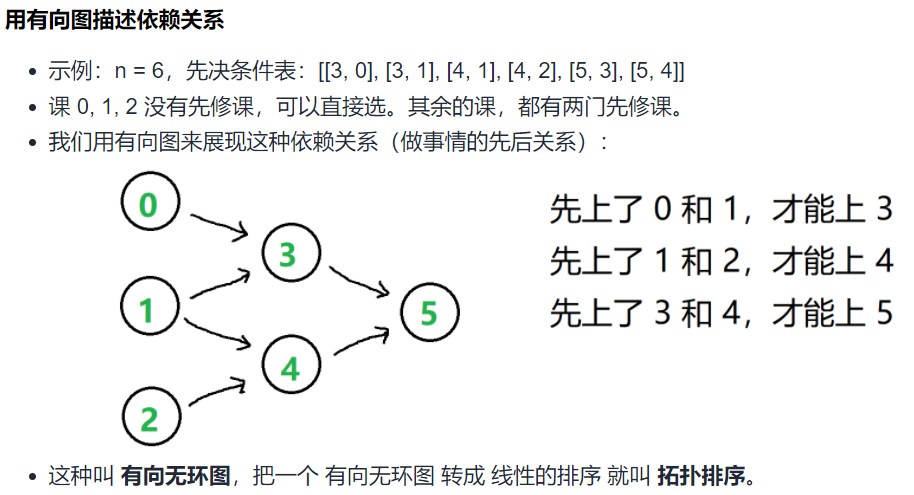 用有向图描述依赖关系
示例：n = 6，先决条件表：[[3, 0], [3, 1], [4, 1], [4, 2], [5, 3], [5, 4]]
课 0, 1, 2 没有先修课，可以直接选。其余的课，都有两门先修课。
我们用有向图来展现这种依赖关系（做事情的先后关系）：
0
3
1
5
4
2
先上了 0 和 1，才能上 3
先上了 1 和 2，才能上 4
先上了 3 和 4，才能上 5
这种叫 有向无环图，把一个 有向无环图 转成 线性的排序 就叫 拓扑排序。